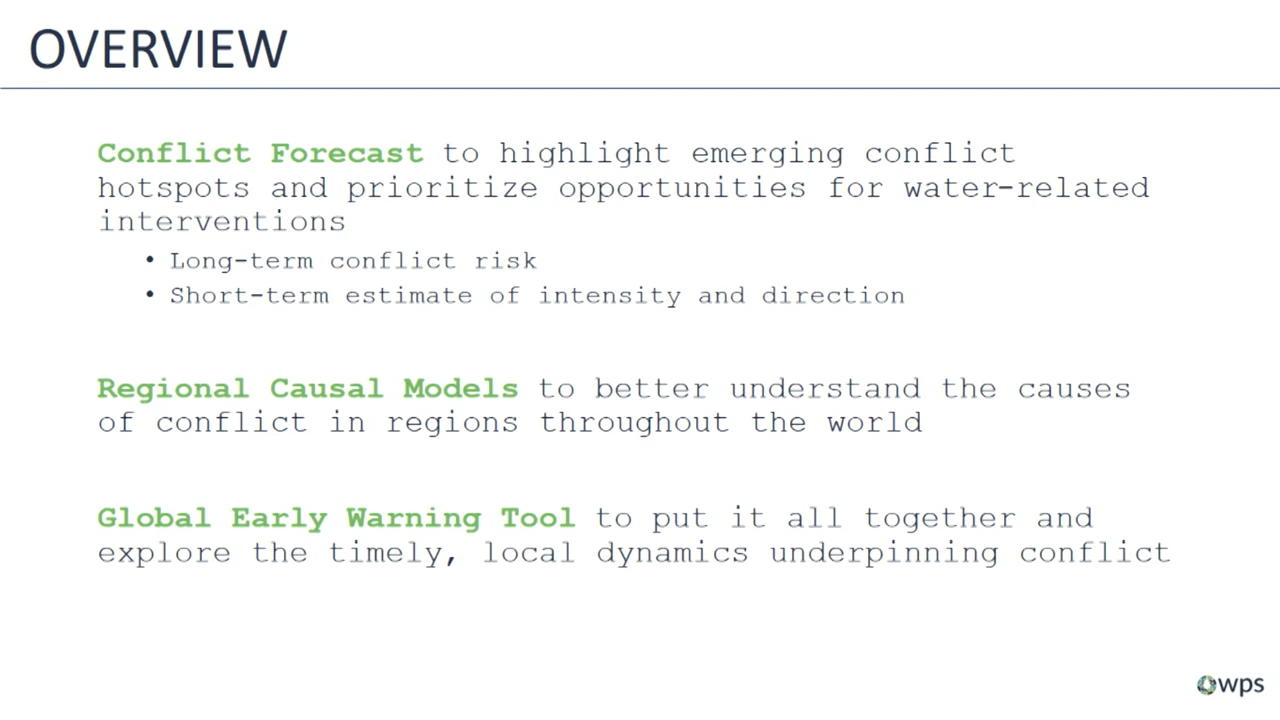 OVERVIEW
Conflict Forecast to highlight emerging conflict
hotspots and prioritize opportunities for water-related
interventions
• Long-term conflict risk
• Short-term estimate of intensity and direction
Regional Causal Models to better understand the causes
of conflict in regions throughout the world
Global Early Warning Tool to put it all together and
explore the timely, local dynamics underpinning conflict
wps